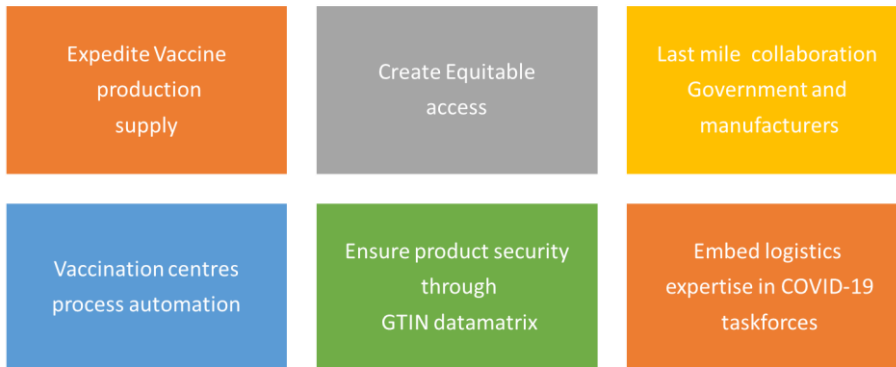 Expedite Vaccine
production
supply
Create Equitable
access
Last mile collaboration
Government and
manufacturers
Vaccination centres
process automation
Ensure product security
through
GTIN datamatrix
Embed logistics
expertise in COVID-19
taskforces